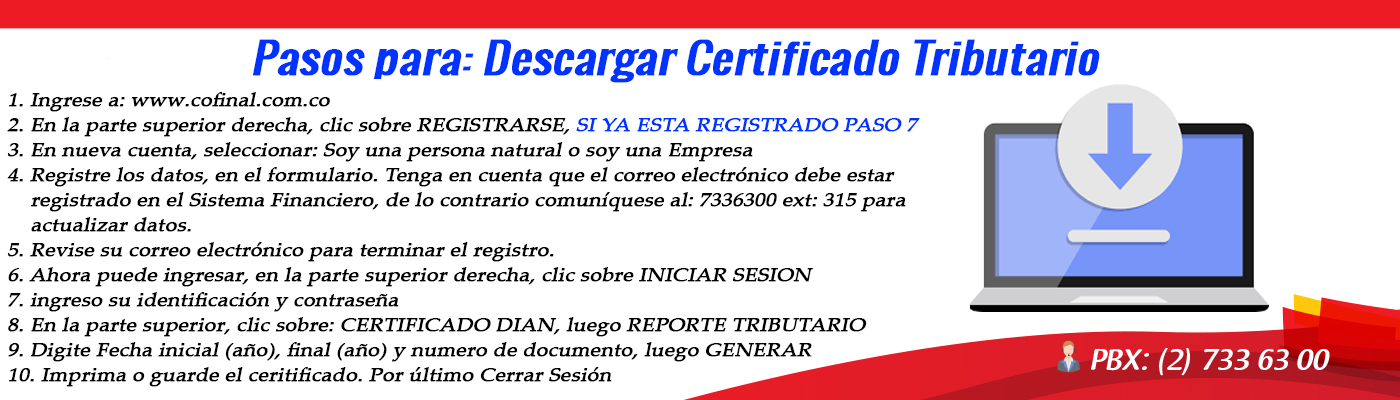 Pasos para: Descargar Certificado Tributario
1. Ingrese a: www.cofinal.com.co
2. En la parte superior derecha, clic sobre REGISTRARSE, SI YA ESTA REGISTRADO PASO 7
3. En nueva cuenta, seleccionar: Soy una persona natural o soy una Empresa
4. Registre los datos, en el formulario. Tenga en cuenta que el correo electrónico debe estar
registrado en el Sistema Financiero, de lo contrario comuníquese al: 7336300 ext: 315 para
actualizar datos.
5. Revise su correo electrónico para terminar el registro.
6. Ahora puede ingresar, en la parte superior derecha, clic sobre INICIAR SESION
7. ingreso su identificación y contraseña
8. En la parte superior, clic sobre: CERTIFICADO DIAN, luego REPORTE TRIBUTARIO
9. Digite Fecha inicial (año), final (año) y numero de documento, luego GENERAR
10. Imprima o guarde el ceritificado. Por último Cerrar Sesión
PBX: (2) 733 63 00